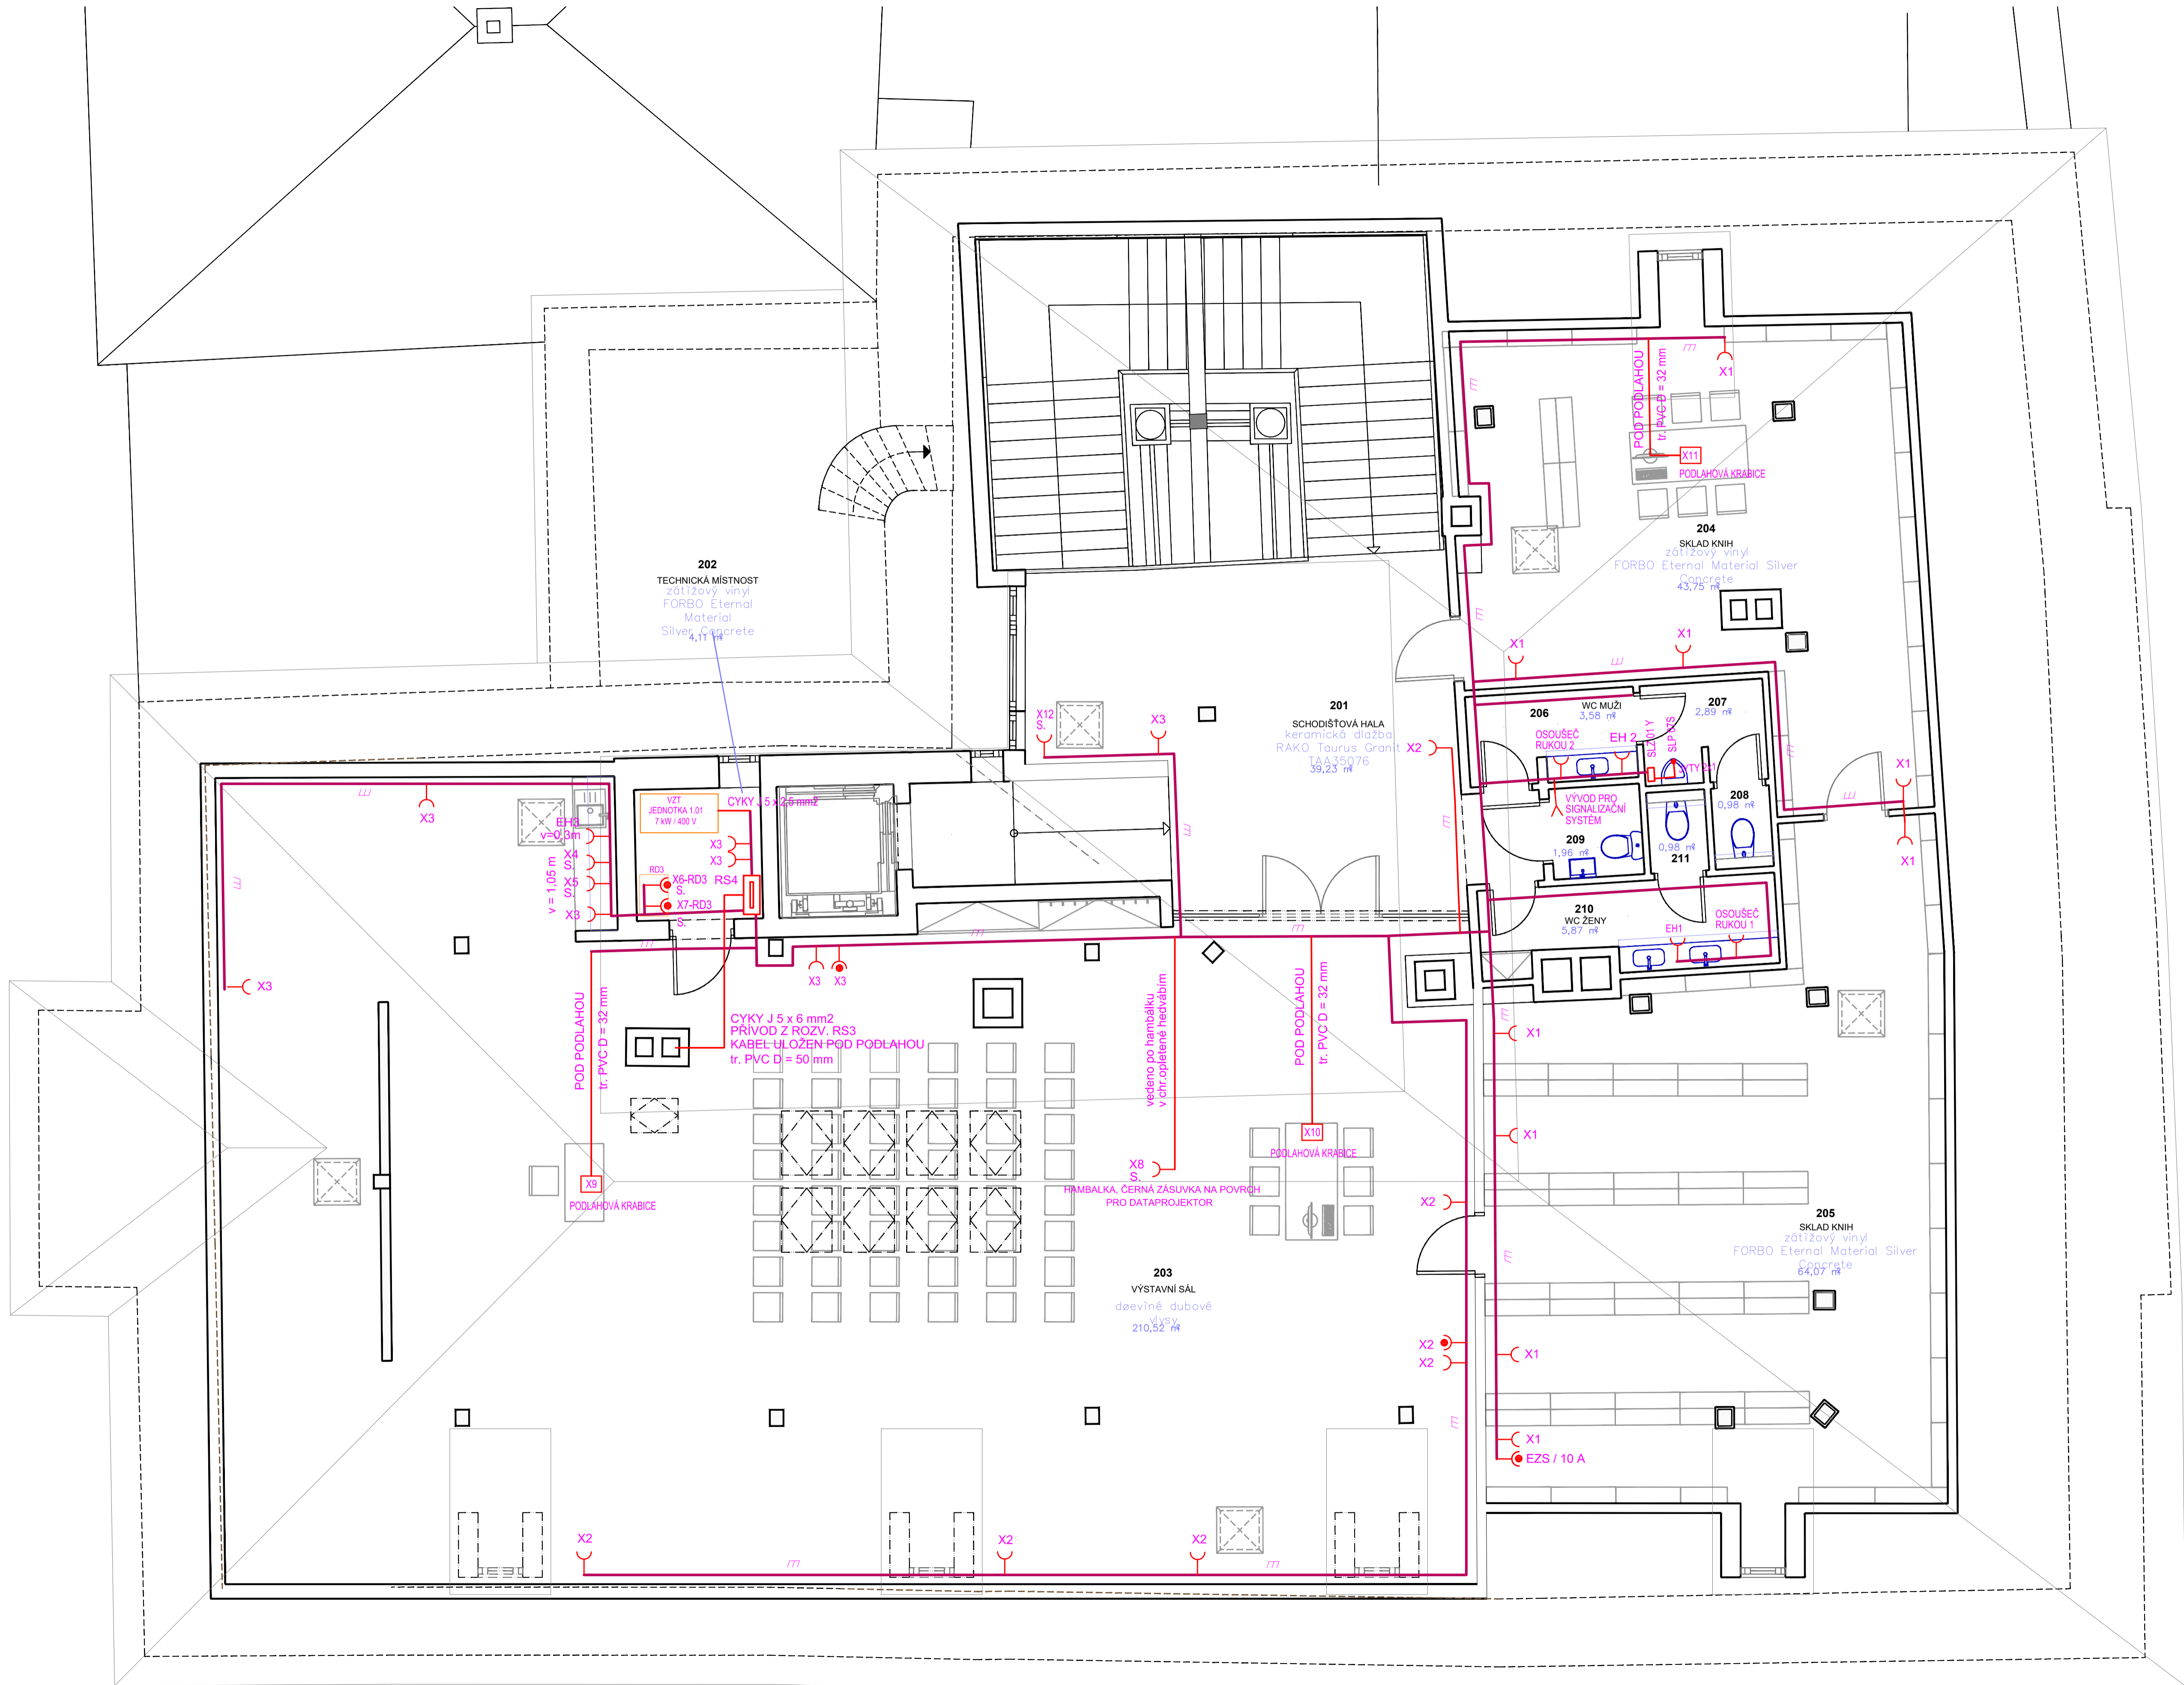 X1
POD PODLAHOU
tr. PVC D = 32 mm
X11
PODLAHOVÁ KRABICE
204
SKLAD KNIH
zátìžový vinyl
FORBO Eternal Material Silver
Concrete
43,75 m²
202
TECHNICKÁ MÍSTNOST
zátìžový vinyl
FORBO Eternal
Material
Silver Concrete
4,11 m²
X1
X1
201
SCHODIŠŤOVÁ HALA
keramická dlažba
RAKO Taurus Granit
TAA35076
39,23 m²
X12
S.
X3
X2
206
WC MUŽI
3,58 m²
207
2,89 m²
OSOUŠEČ
RUKOU 2
EH 2
SLZ 01 Y
SLP 07S
VÝVOD PRO
SIGNALIZAČNÍ
SYSTÉM
208
0,98 m²
209
1,96 m²
0,98 m²
211
X1
X1
VZT
JEDNOTKA 1.01
7 kW / 400 V
CYKY J 5 x 2,5 mm2
X3
EH3
v=0,3m
X4
S.
X5
S.
X3
v = 1,05 m
X3
X3
RD3
X6-RD3
S.
RS4
X7-RD3
S.
210
WC ŽENY
5,87 m²
EH1
OSOUŠEČ
RUKOU 1
X3
X3
X3
POD PODLAHOU
tr. PVC D = 32 mm
CYKY J 5 x 6 mm2
PŘÍVOD Z ROZV. RS3
KABEL ULOŽEN POD PODLAHOU
tr. PVC D = 50 mm
vedeno po hambálku
v chr.opletené hedvábím
POD PODLAHOU
tr. PVC D = 32 mm
X1
X1
X10
PODLAHOVÁ KRABICE
X8
S.
HAMBALKA, ČERNÁ ZÁSUVKA NA POVRCH
PRO DATAPROJEKTOR
X9
PODLAHOVÁ KRABICE
X2
205
SKLAD KNIH
zátìžový vinyl
FORBO Eternal Material Silver
Concrete
64,07 m²
203
VÝSTAVNÍ SÁL
døevìné dubové
vlysy
210,52 m²
X2
X2
X1
X1
EZS / 10 A
X2
X2
X2